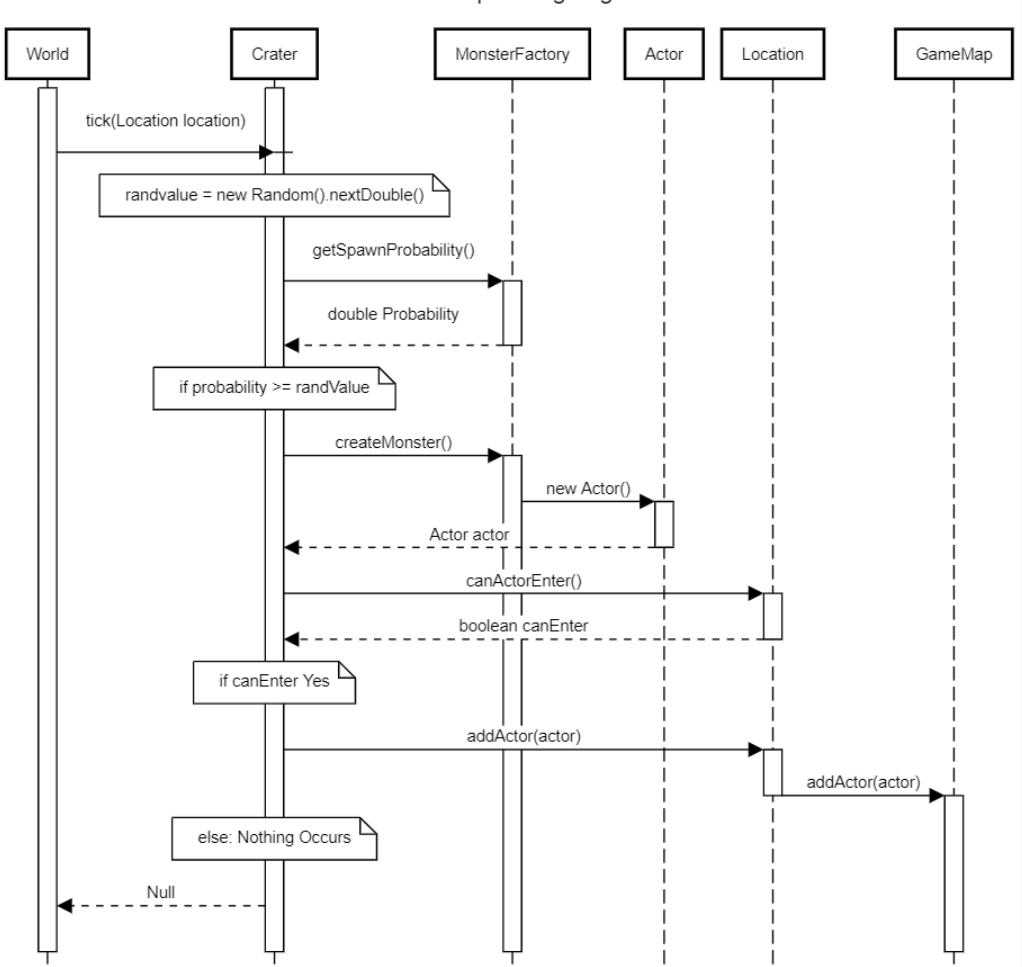 World
Crater
MonsterFactory
Actor
Location
GameMap
tick(Location location)
randvalue = new Random().nextDouble()
getSpawnProbability()
double Probability
if probability >= randValue
createMonster()
new Actor()
Actor actor
canActorEnter()
boolean canEnter
if canEnter Yes
addActor(actor)
addActor(actor)
else: Nothing Occurs
Null